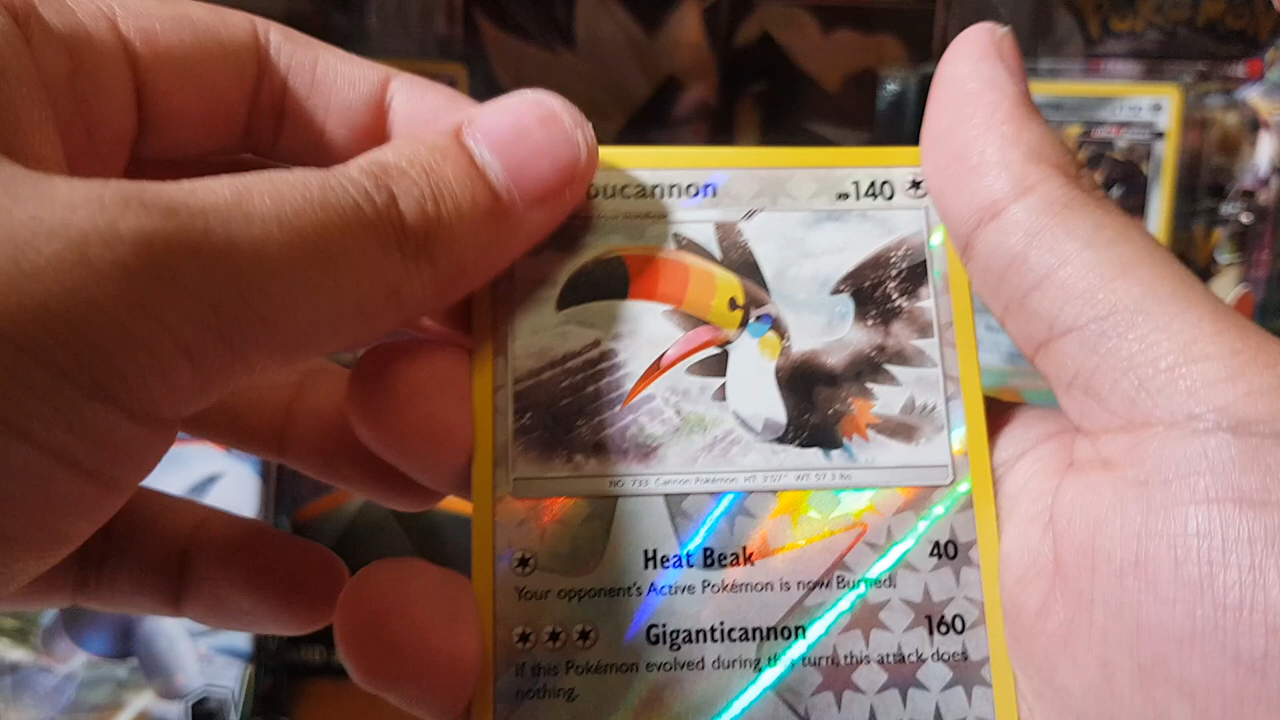 POKÉMON
oucannon HP140
NO. 733 Cannon Pokémon HT: 3'07" WT: 57.3 lbs
Heat Beak 40
Your opponent's Active Pokémon is now Burned.
Giganticannon 160
If this Pokémon evolved during this turn, this attack does
nothing.